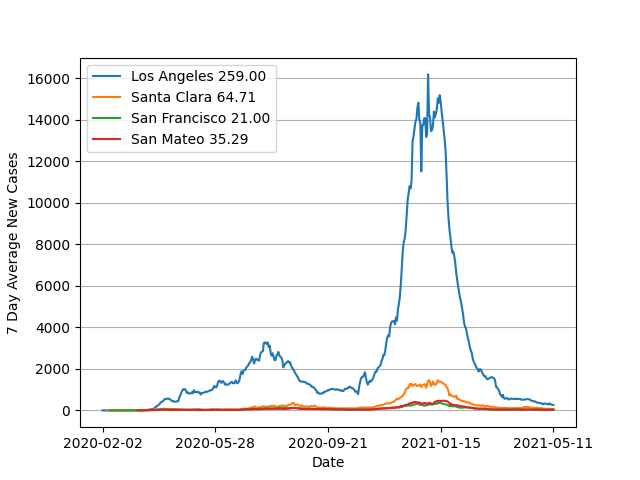 Los Angeles 259.00
Santa Clara 64.71
San Francisco 21.00
San Mateo 35.29
7 Day Average New Cases
16000
14000
12000
10000
8000
6000
4000
2000
0
2020-02-02
2020-05-28
2020-09-21
2021-01-15
2021-05-11
Date